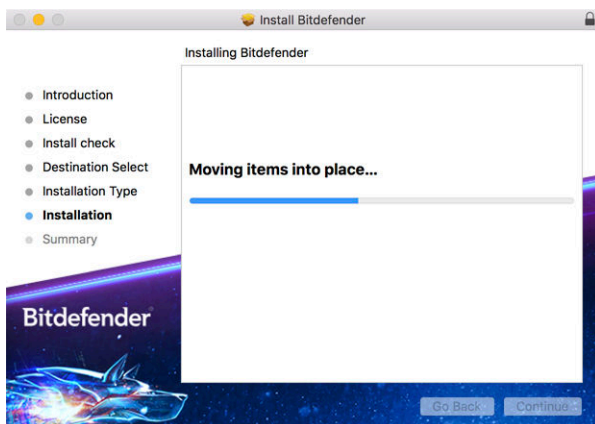 Install Bitdefender
Installing Bitdefender
Introduction
License
Install check
Destination Select
Installation Type
Installation
Summary
Moving items into place...
Bitdefender
Go Back
Continue